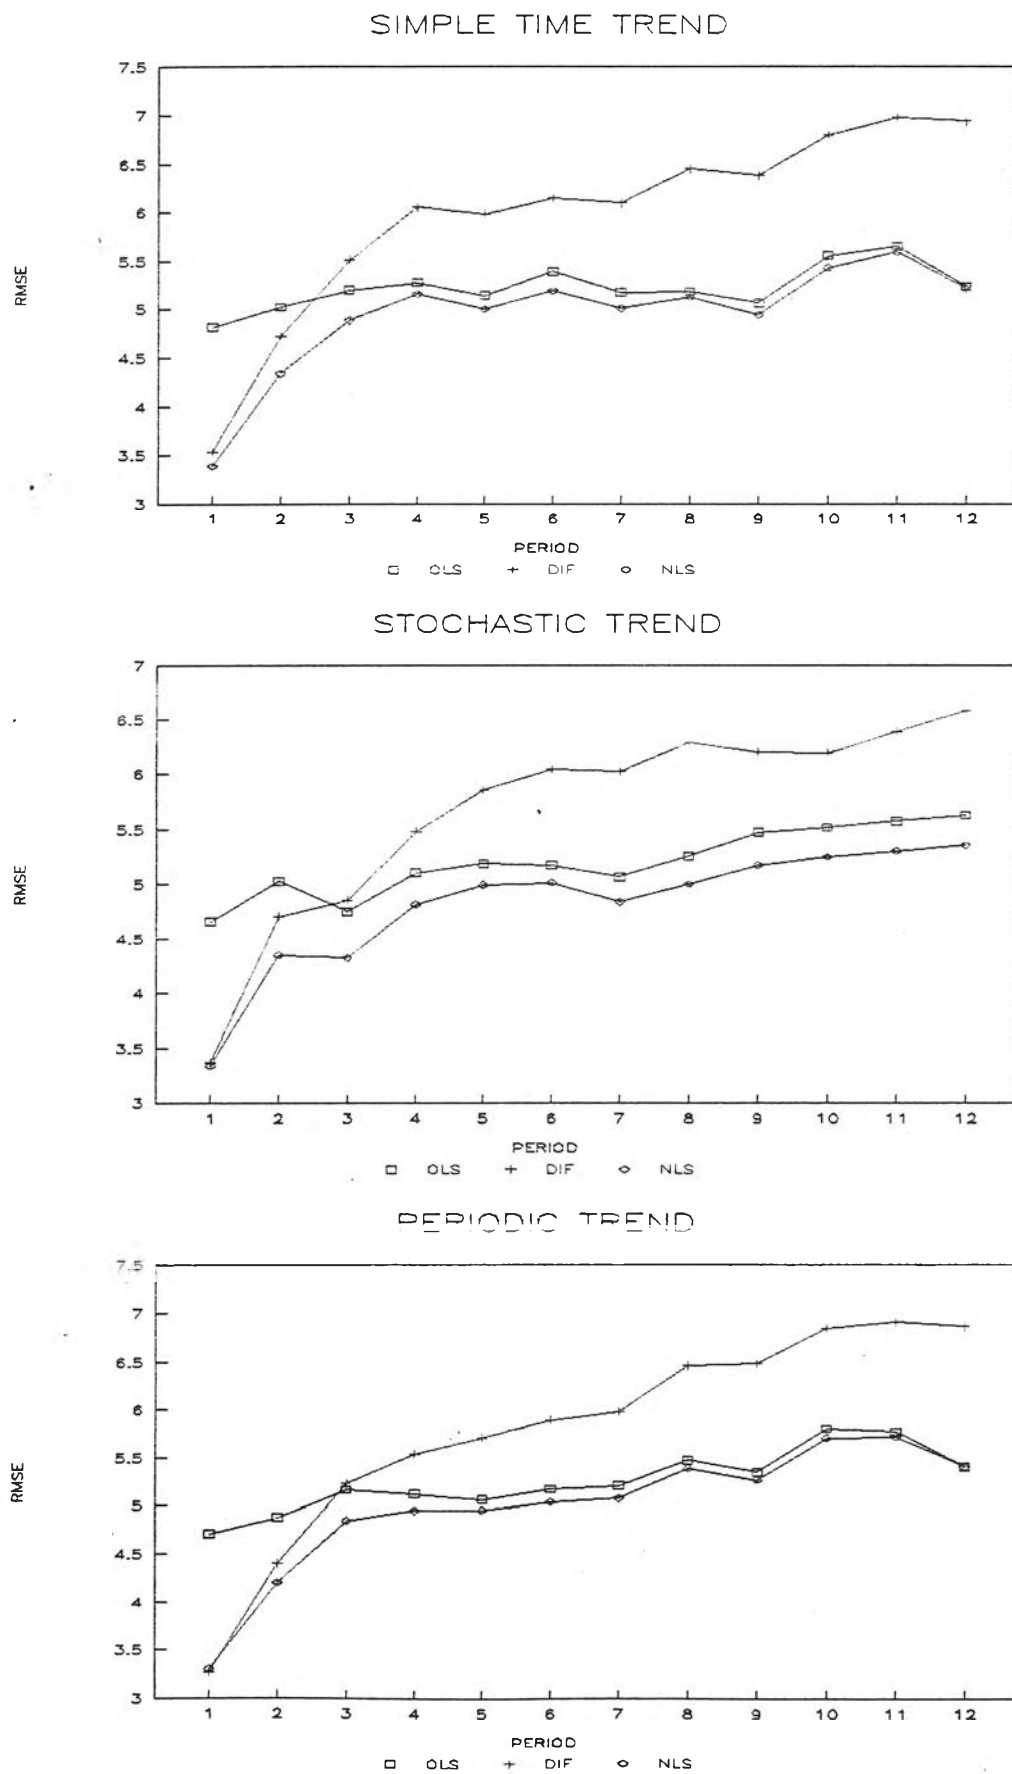 SIMPLE TIME TREND
7.5
7
6.5
6
5.5
5
4.5
4
3.5
3
RMSE
1 2 3 4 5 6 7 8 9 10 11 12
PERIOD
OLS DIF NLS
STOCHASTIC TREND
7
6.5
6
5.5
5
4.5
4
3.5
3
RMSE
1 2 3 4 5 6 7 8 9 10 11 12
PERIOD
OLS DIF NLS
PERIODIC TREND
7.5
7
6.5
6
5.5
5
4.5
4
3.5
3
RMSE
1 2 3 4 5 6 7 8 9 10 11 12
PERIOD
OLS DIF NLS